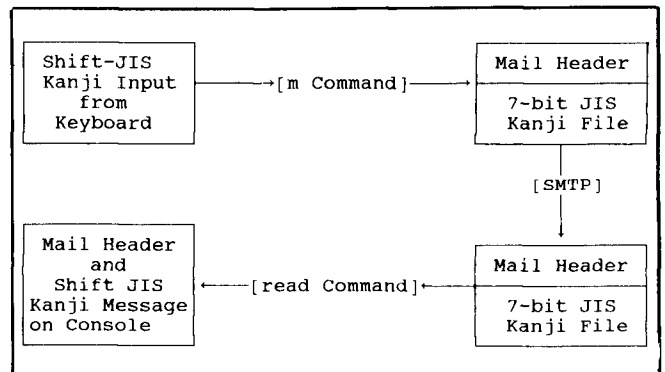 Shift-JIS
Kanji Input
from
Keyboard
[m Command]
Mail Header
7-bit JIS
Kanji File
[SMTP]
Mail Header
7-bit JIS
Kanji File
[read Command]
Mail Header
and
Shift JIS
Kanji Message
on Console